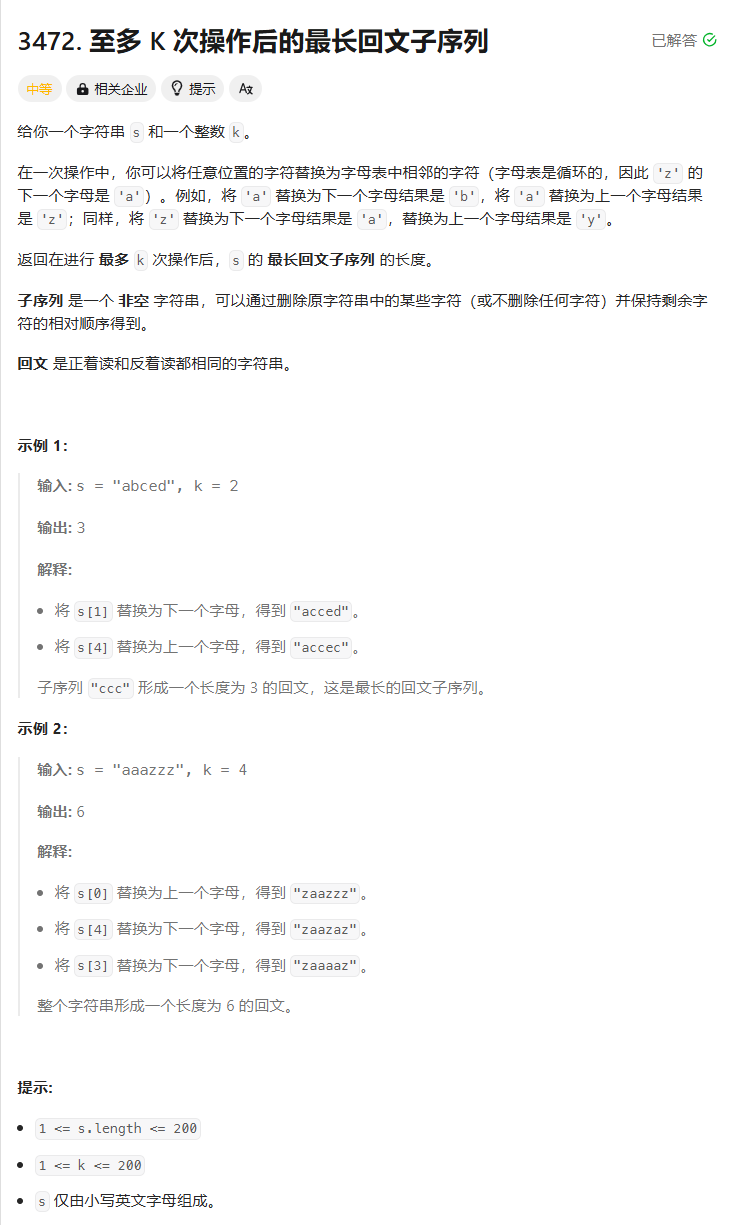 3472. 至多 K 次操作后的最长回文子序列
已解答
中等 相关企业 提示 A
给你一个字符串 s 和一个整数 k。
在一次操作中，你可以将任意位置的字符替换为字母表中相邻的字符（字母表是循环的，因此 'z' 的
下一个字母是 'a'）。例如，将 'a' 替换为下一个字母结果是 'b'，将 'a' 替换为上一个字母结果
是 'z'；同样，将 'z' 替换为下一个字母结果是 'a'，替换为上一个字母结果是 'y'。
返回在进行 最多 k 次操作后，s 的 最长回文子序列 的长度。
子序列 是一个 非空 字符串，可以通过删除原字符串中的某些字符（或不删除任何字符）并保持剩余字
符的相对顺序得到。
回文 是正着读和反着读都相同的字符串。
示例 1：
输入: s = "abced", k = 2
输出: 3
解释:
将 s[1] 替换为下一个字母，得到 "acced"。
将 s[4] 替换为上一个字母，得到 "accec"。
子序列 "ccc" 形成一个长度为 3 的回文，这是最长的回文子序列。
示例 2：
输入: s = "aaazzz", k = 4
输出: 6
解释:
将 s[0] 替换为上一个字母，得到 "zaazzz"。
将 s[4] 替换为下一个字母，得到 "zaazaz"。
将 s[3] 替换为下一个字母，得到 "zaaaaz"。
整个字符串形成一个长度为 6 的回文。
提示:
1 <= s.length <= 200
1 <= k <= 200
s 仅由小写英文字母组成。